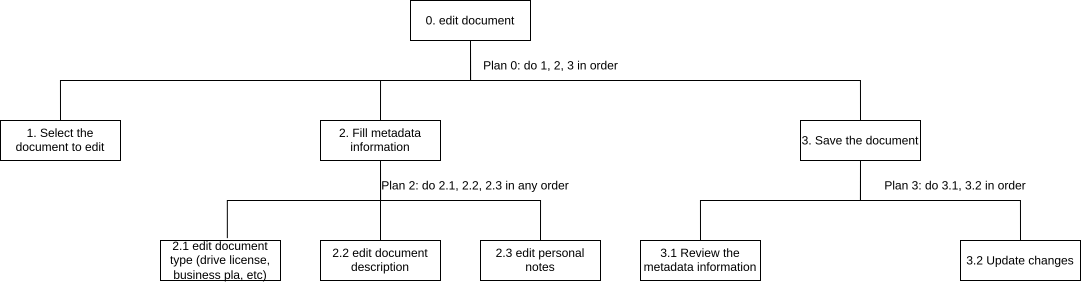 0. edit document
Plan 0: do 1, 2, 3 in order
1. Select the
document to edit
2. Fill metadata
information
3. Save the document
Plan 2: do 2.1, 2.2, 2.3 in any order
Plan 3: do 3.1, 3.2 in order
2.1 edit document
type (drive license,
business pla, etc)
2.2 edit document
description
2.3 edit personal
notes
3.1 Review the
metadata information
3.2 Update changes